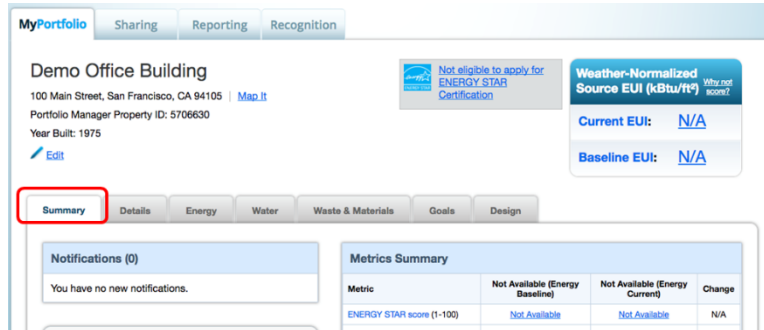 MyPortfolio
Sharing
Reporting
Recognition
Demo Office Building
100 Main Street, San Francisco, CA 94105 | Map It
Portfolio Manager Property ID: 5706630
Year Built: 1975
Edit
ENERGY STAR
Not eligible to apply for
ENERGY STAR
Certification
Weather-Normalized
Source EUI (kBtu/ft²)
Why not
score?
Current EUI: N/A
Baseline EUI: N/A
Summary
Details
Energy
Water
Waste & Materials
Goals
Design
Notifications (0)
You have no new notifications.
Metrics Summary
Metric
Not Available (Energy
Baseline)
Not Available (Energy
Current)
Change
ENERGY STAR score (1-100)
Not Available
Not Available
N/A